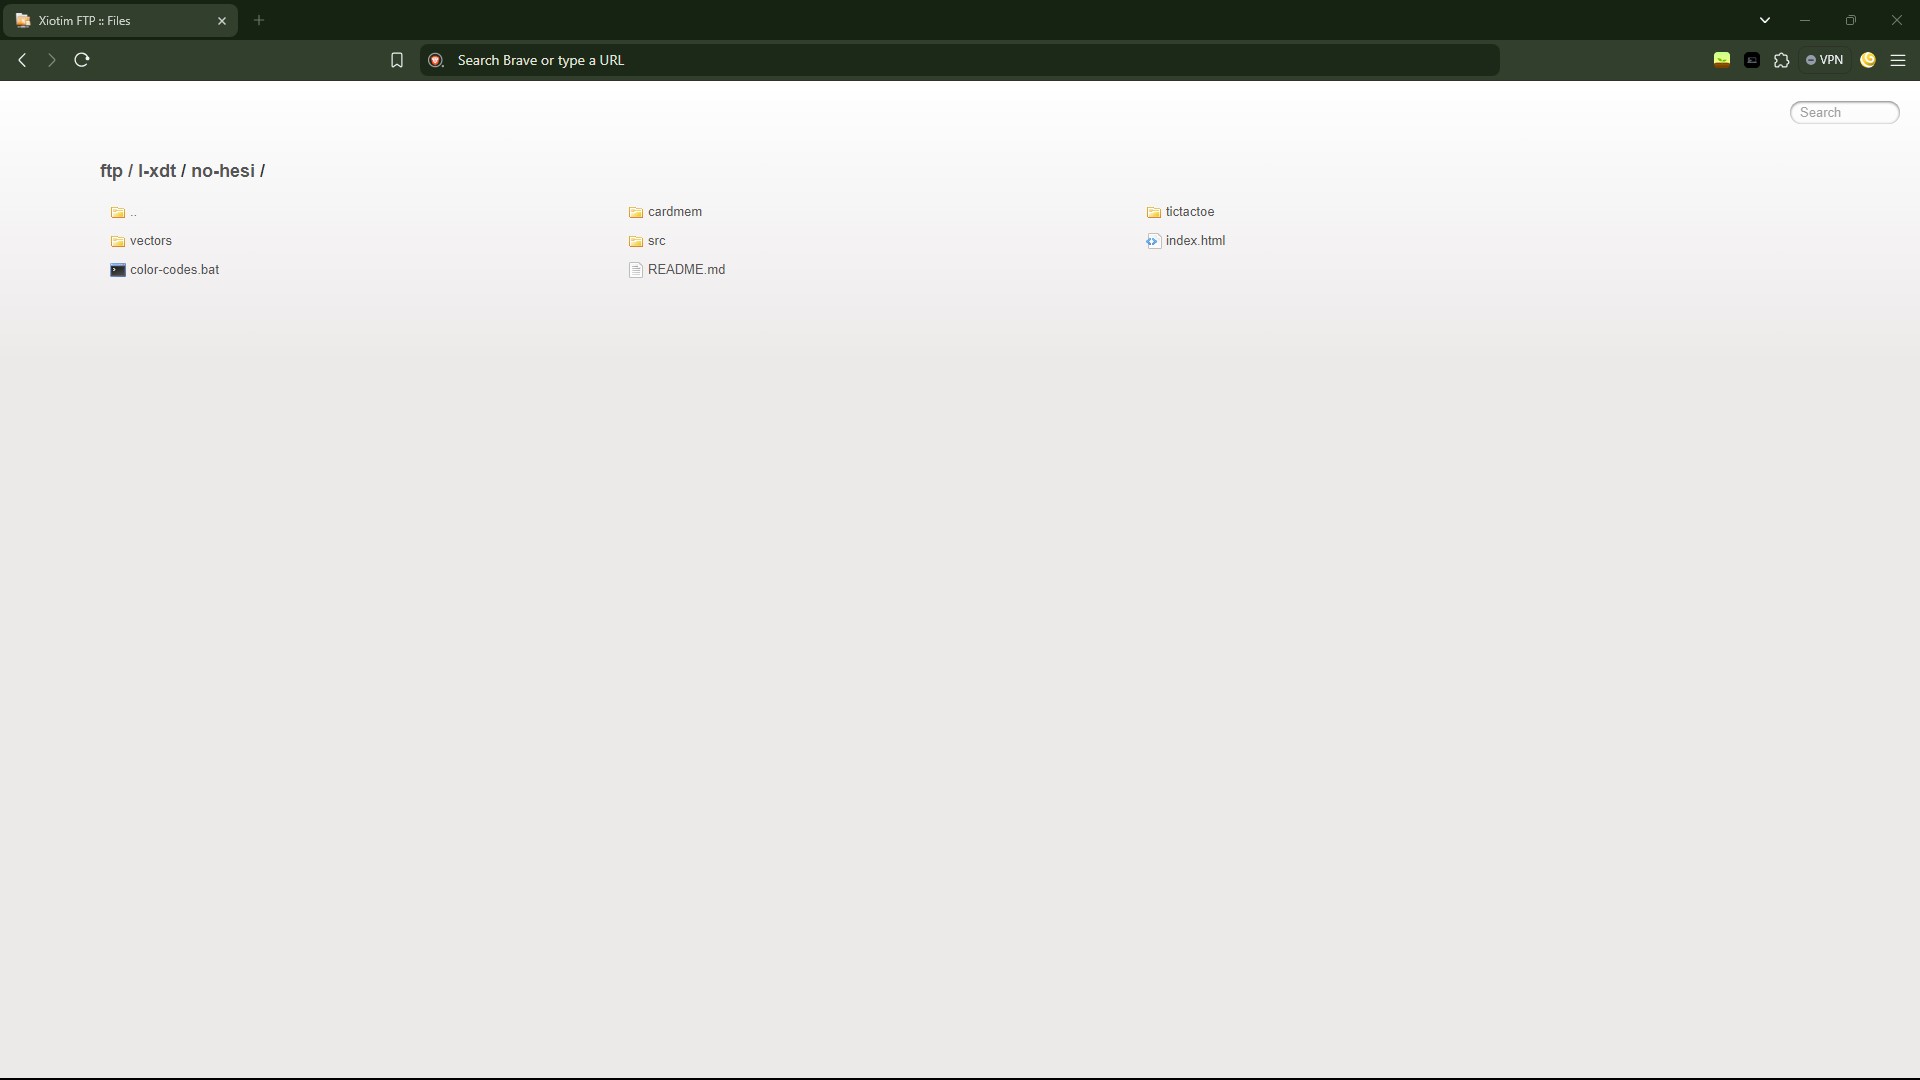 Xiotim FTP :: Files
Search Brave or type a URL
VPN
Search
ftp / l-xdt / no-hesi /
..
cardmem
tictactoe
vectors
src
index.html
color-codes.bat
README.md